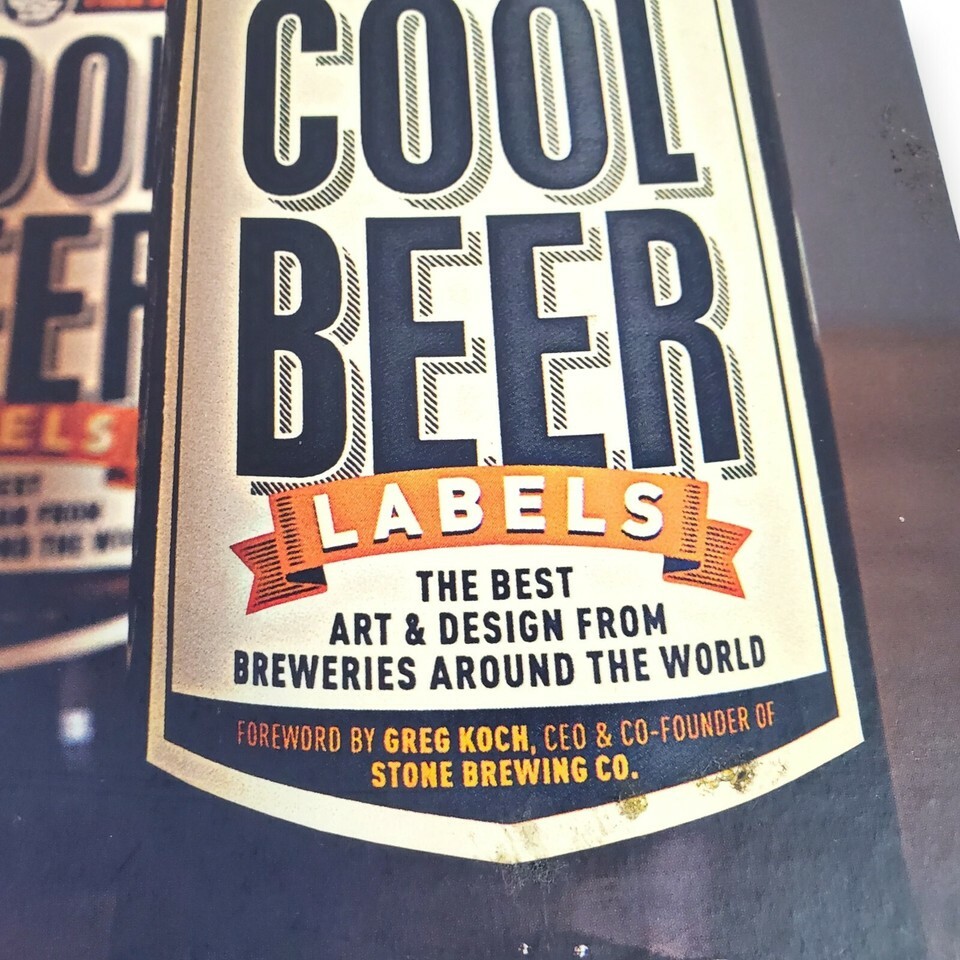 COOL
BEER
LABELS
THE BEST
ART & DESIGN FROM
BREWERIES AROUND THE WORLD
FOREWORD BY GREG KOCH, CEO & CO-FOUNDER OF
STONE BREWING CO.